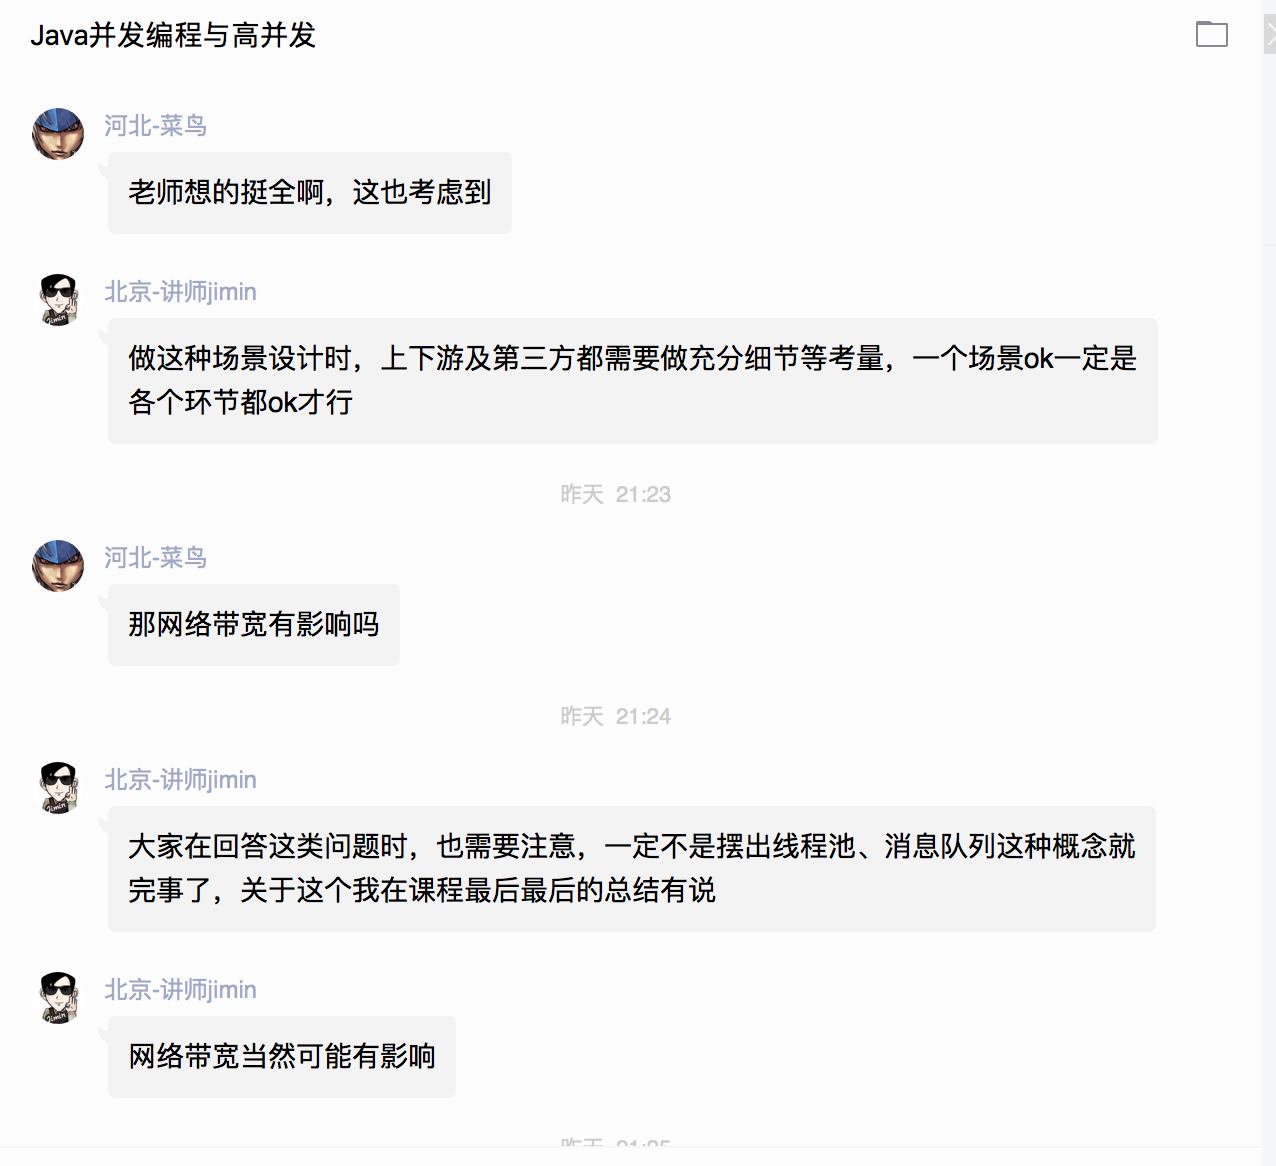 Java并发编程与高并发
河北-菜鸟
老师想的挺全啊，这也考虑到
北京-讲师jimin
做这种场景设计时，上下游及第三方都需要做充分细节等考量，一个场景ok一定是
各个环节都ok才行
昨天 21:23
河北-菜鸟
那网络带宽有影响吗
昨天 21:24
北京-讲师jimin
大家在回答这类问题时，也需要注意，一定不是摆出线程池、消息队列这种概念就
完事了，关于这个我在课程最后最后的总结有说
北京-讲师jimin
网络带宽当然可能有影响
昨天 21:25